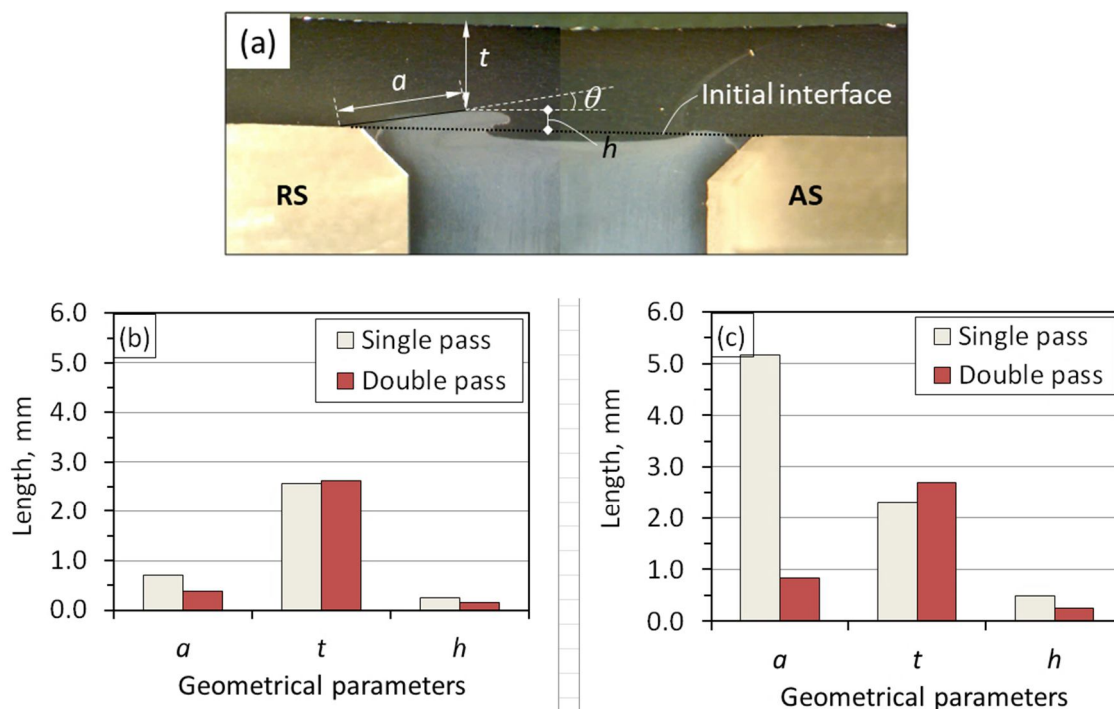 (a)
t
a
θ
Initial interface
h
RS
AS
(b)
Single pass
Double pass
6.0
5.0
4.0
3.0
2.0
1.0
0.0
Length, mm
a t h
Geometrical parameters
(c)
Single pass
Double pass
6.0
5.0
4.0
3.0
2.0
1.0
0.0
Length, mm
a t h
Geometrical parameters